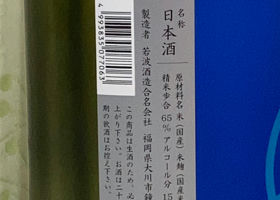 名称
日本酒
原材料名 米(国産) 米麹(国産米
精米歩合 65% アルコール分 15
製造者 若波酒造合名会社 福岡県大川市鐘
この商品は生酒のため、必
上がり下さい。お酒は二十
期の飲酒はお控え下さい。
4993835077063